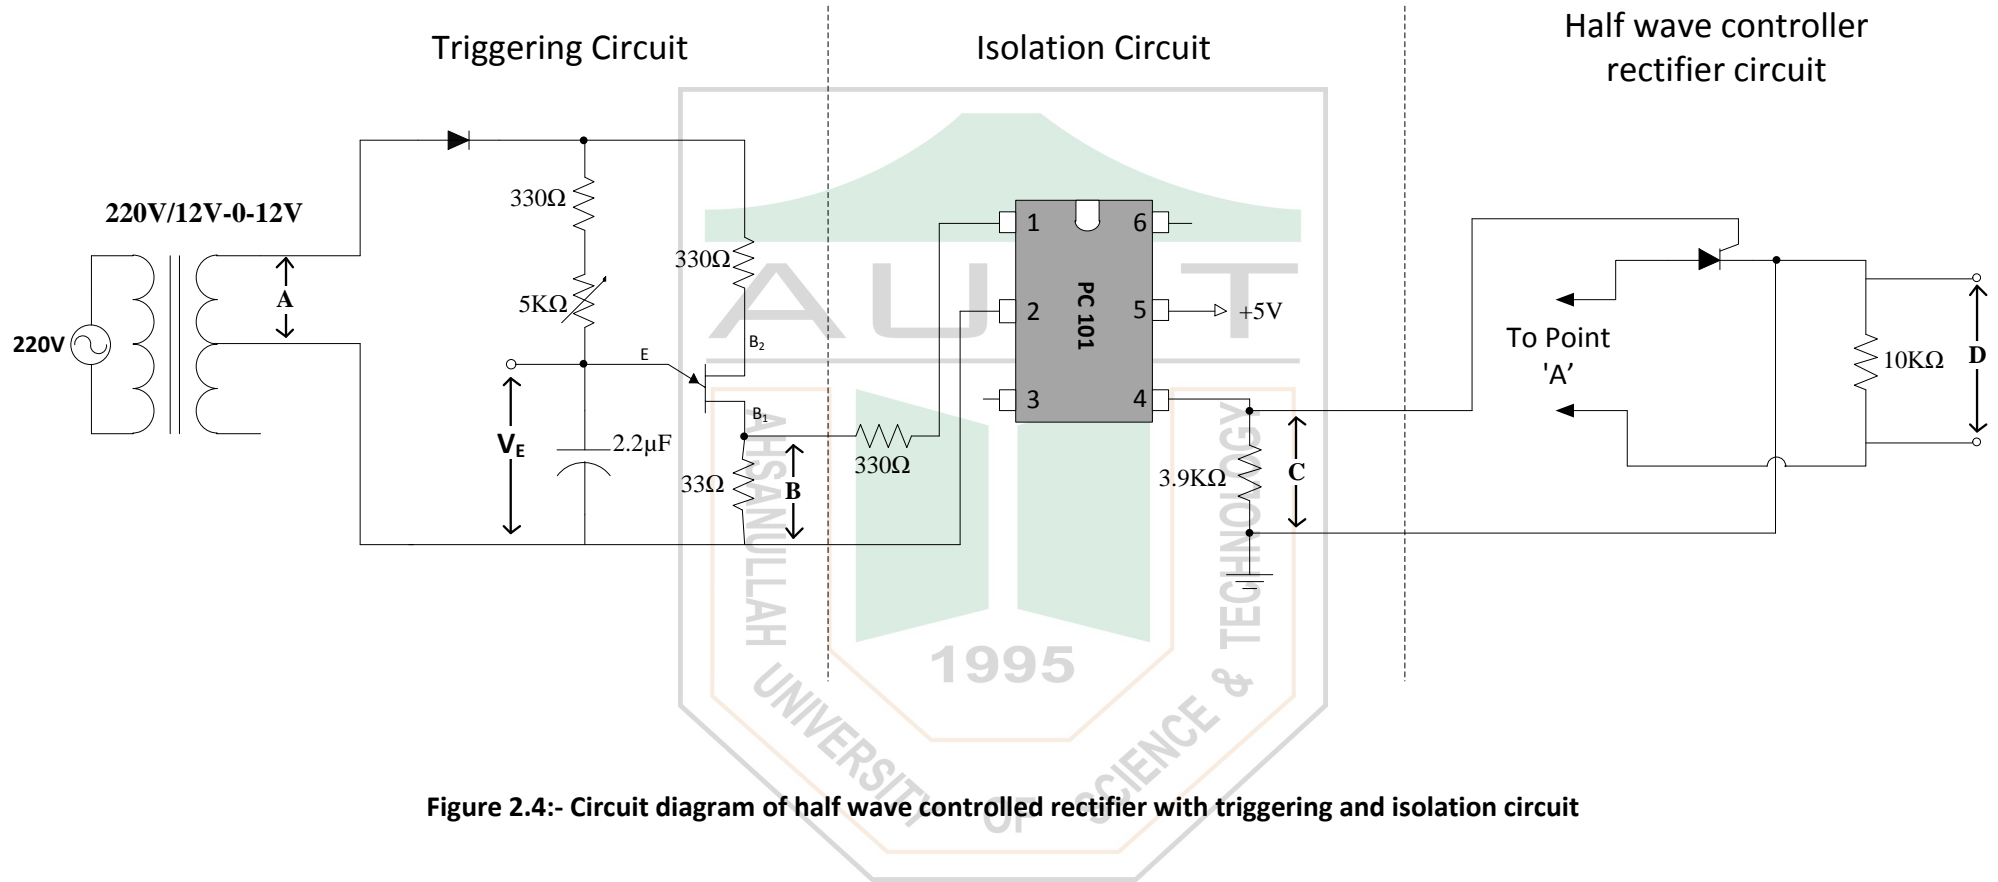 Triggering Circuit
Isolation Circuit
Half wave controller
rectifier circuit
220V/12V-0-12V
220V
A
330Ω
5KΩ
330Ω
B2
E
B1
VE
2.2µF
33Ω
B
330Ω
1
2
3
4
5
6
PC 101
+5V
3.9KΩ
C
To Point
'A’
10KΩ
D
AUST
1995
AHSANULLAH UNIVERSITY OF SCIENCE & TECHNOLOGY
Figure 2.4:- Circuit diagram of half wave controlled rectifier with triggering and isolation circuit